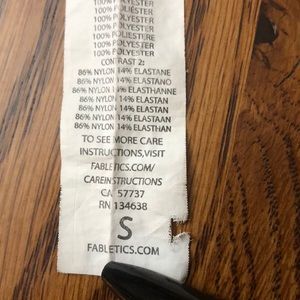 100% POLYESTER
100% POLIÉSTER
100% POLYESTER
100% POLYESTER
100% POLIESTERE
100% POLYESTER
100% POLYESTER
CONTRAST 2:
86% NYLON 14% ELASTANE
86% NYLON 14% ELASTANO
86% NYLON 14% ELASTHANNE
86% NYLON 14% ELASTAN
86% NYLON 14% ELASTAN
86% NYLON 14% ELASTAAN
86% NYLON 14% ELASTHAN
TO SEE MORE CARE
INSTRUCTIONS,VISIT
FABLETICS.COM/
CAREINSTRUCTIONS
CA 57737
RN 134638
S
FABLETICS.COM